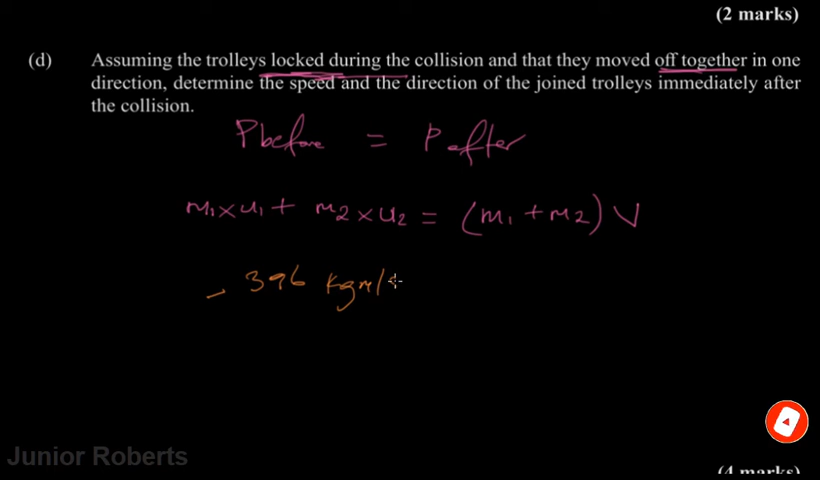 (2 marks)
(d) Assuming the trolleys locked during the collision and that they moved off together in one
direction, determine the speed and the direction of the joined trolleys immediately after
the collision.
Pbefore = Pafter
m₁×u₁ + m₂×u₂ = (m₁ + m₂) V
- 396 kgm/
Junior Roberts
(4 marks)